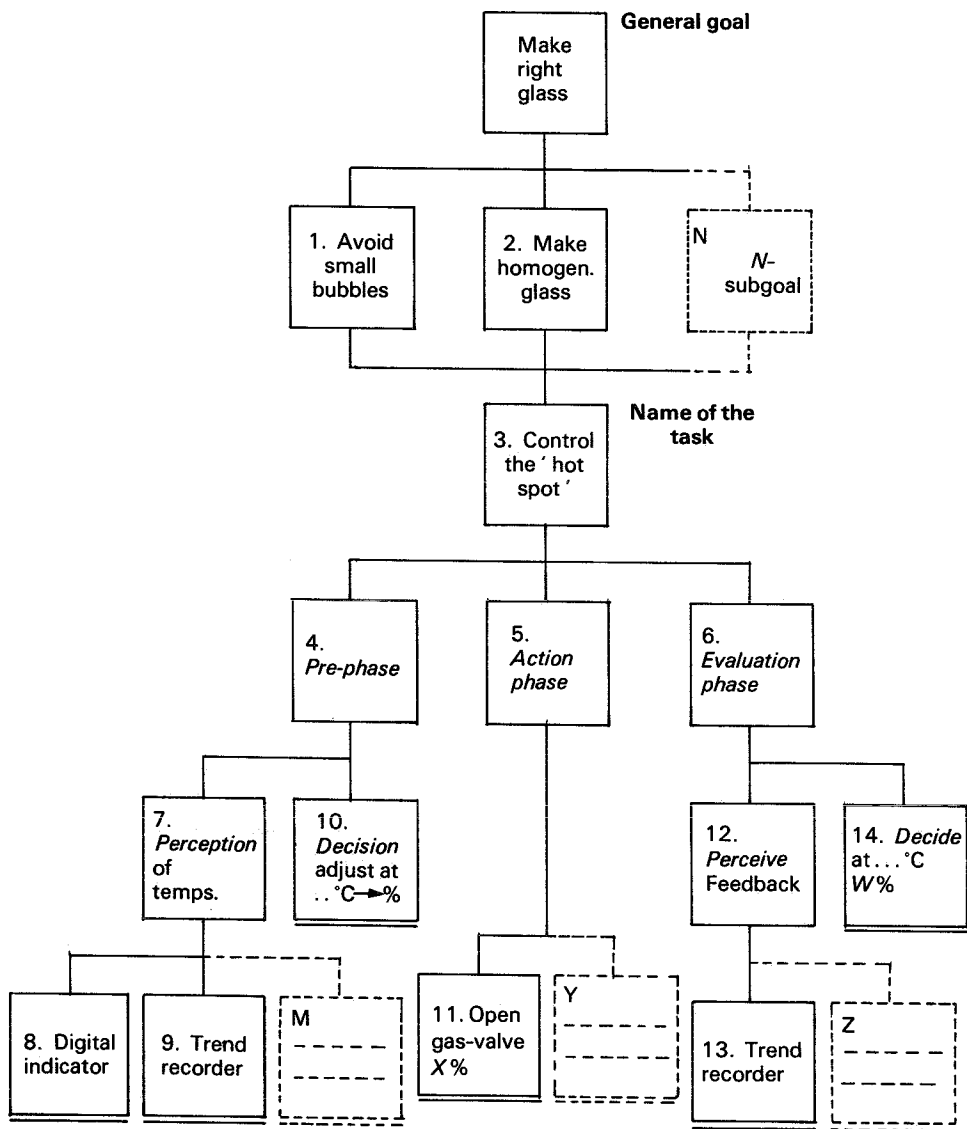 General goal
Make
right
glass
1. Avoid
small
bubbles
2. Make
homogen.
glass
N
N-
subgoal
Name of the
task
3. Control
the ‘ hot
spot ’
4.
Pre-phase
5.
Action
phase
6.
Evaluation
phase
7.
Perception
of
temps.
10.
Decision
adjust at
. . °C→%
12.
Perceive
Feedback
14. Decide
at . . . °C
W%
8. Digital
indicator
9. Trend
recorder
M
11. Open
gas-valve
X%
Y
13. Trend
recorder
Z